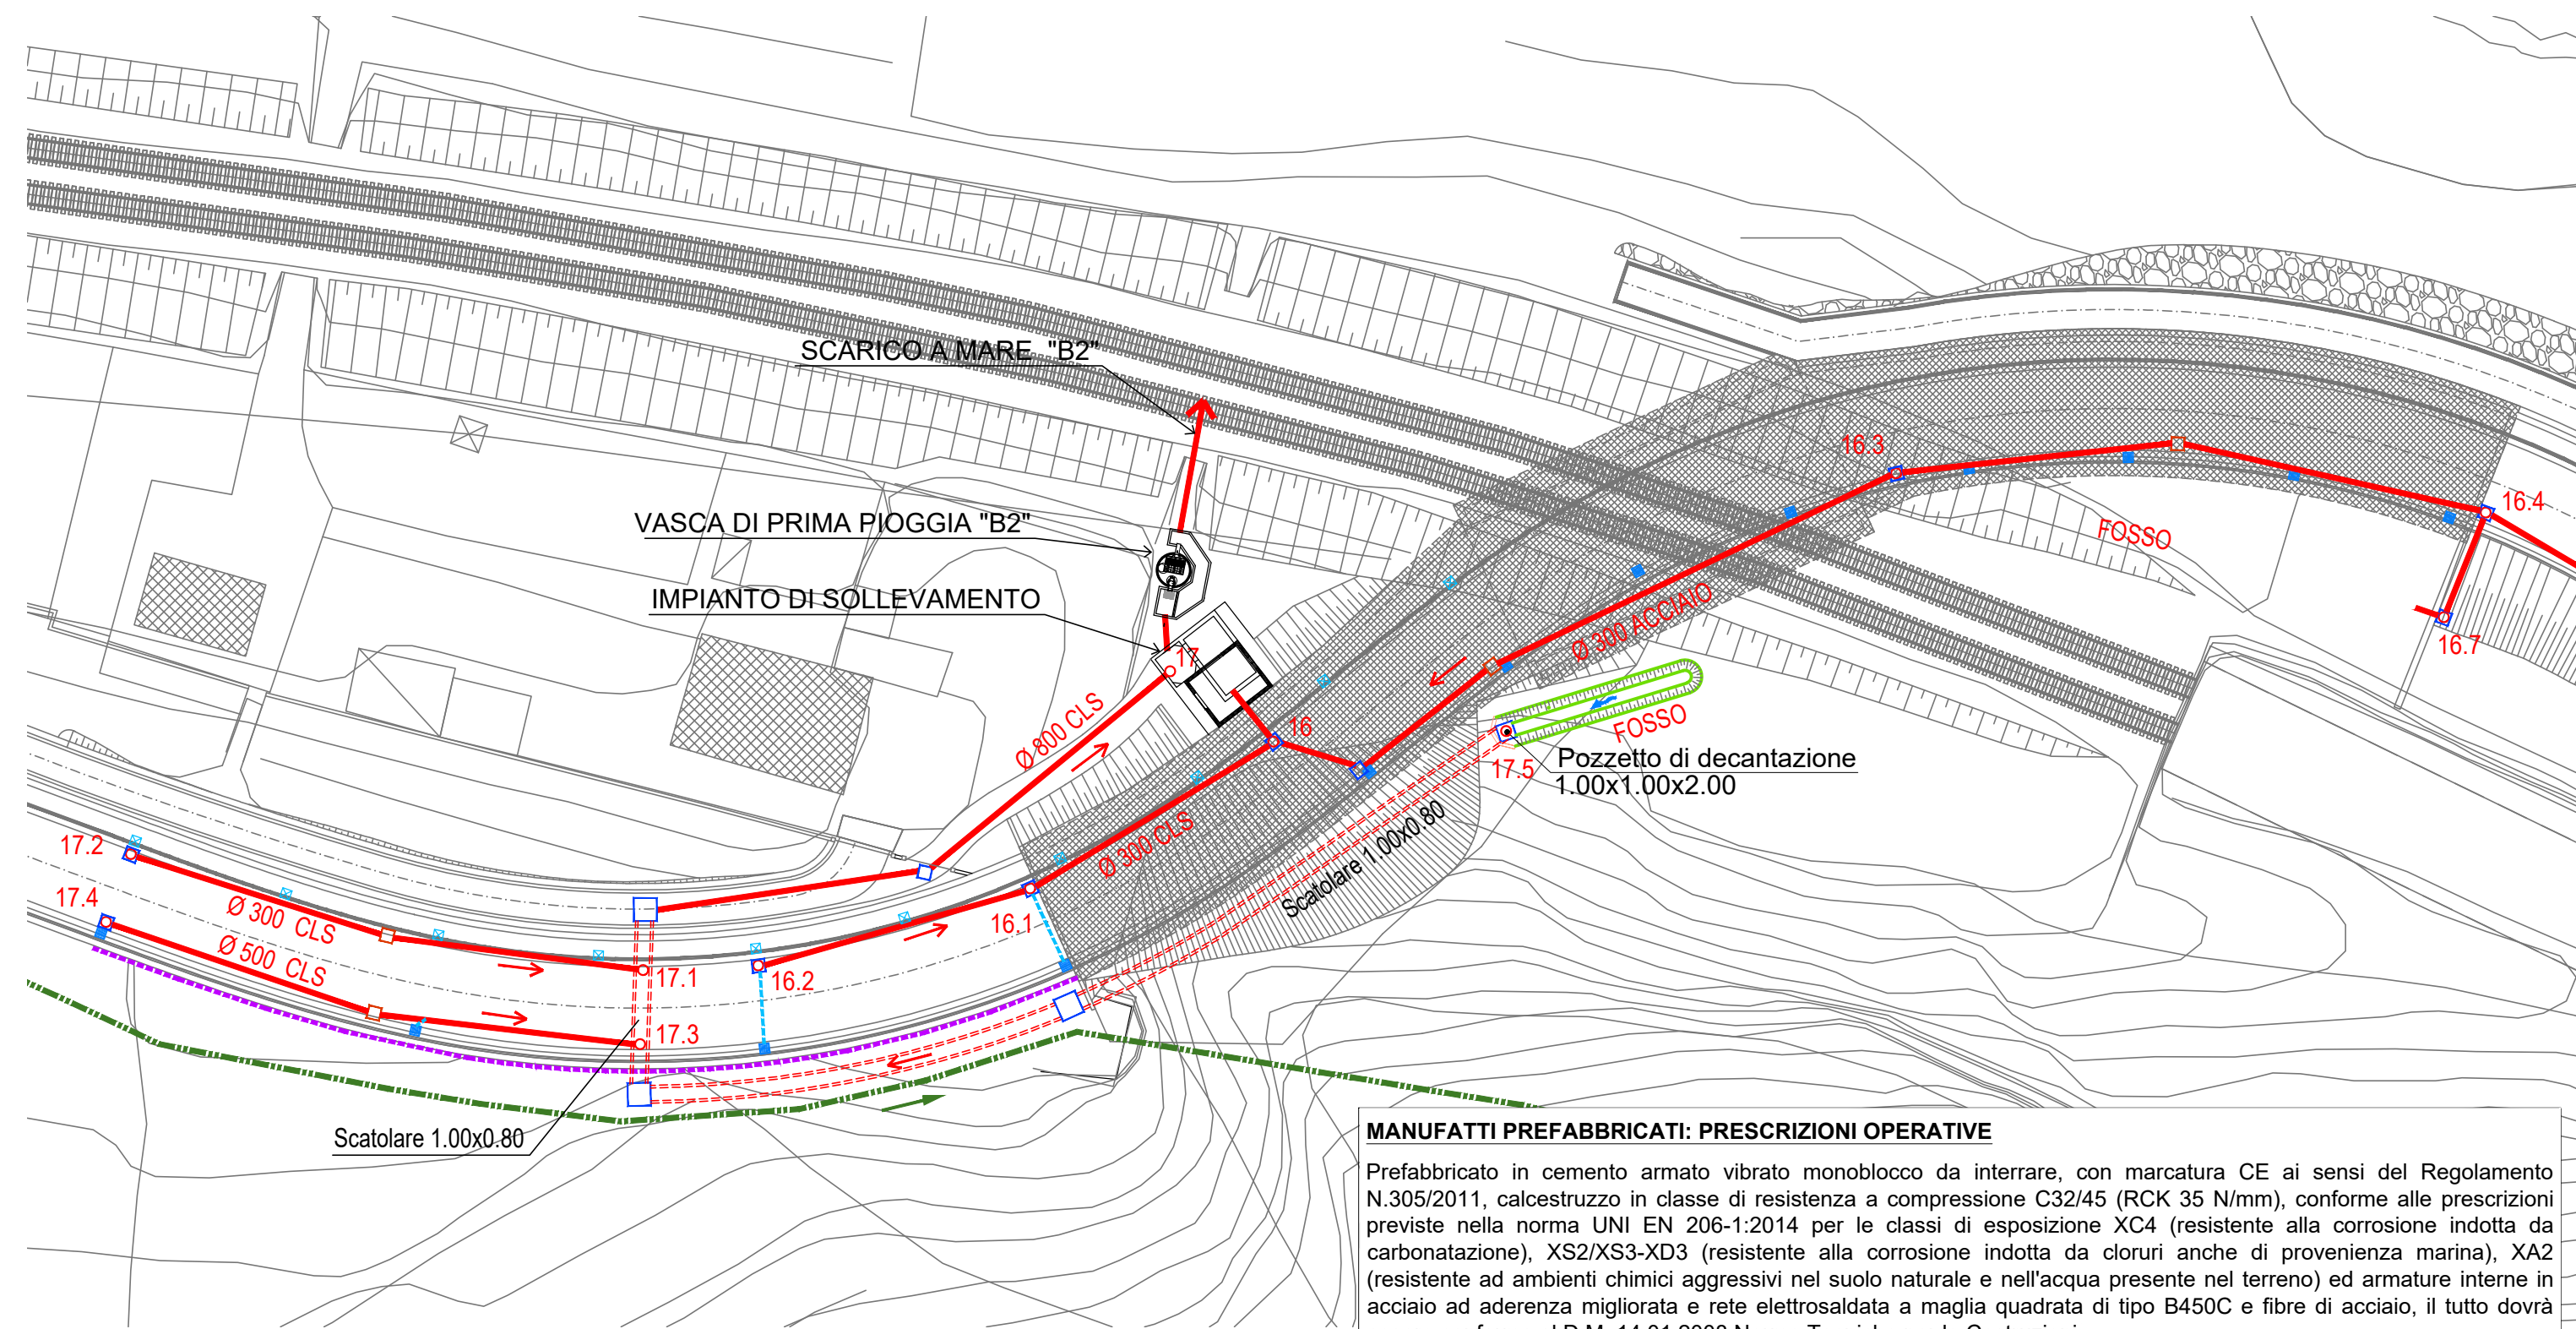 SCARICO A MARE "B2"
16.3
16.4
VASCA DI PRIMA PIOGGIA "B2"
FOSSO
IMPIANTO DI SOLLEVAMENTO
Ø 300 ACCIAIO
16.7
17
Ø 800 CLS
16
FOSSO
17.5
Pozzetto di decantazione
1.00x1.00x2.00
17.2
Ø 300 CLS
Scatolare 1.00x0.80
17.4
Ø 300 CLS
16.1
Ø 500 CLS
17.1
16.2
17.3
Scatolare 1.00x0.80
MANUFATTI PREFABBRICATI: PRESCRIZIONI OPERATIVE
Prefabbricato in cemento armato vibrato monoblocco da interrare, con marcatura CE ai sensi del Regolamento
N.305/2011, calcestruzzo in classe di resistenza a compressione C32/45 (RCK 35 N/mm), conforme alle prescrizioni
previste nella norma UNI EN 206-1:2014 per le classi di esposizione XC4 (resistente alla corrosione indotta da
carbonatazione), XS2/XS3-XD3 (resistente alla corrosione indotta da cloruri anche di provenienza marina), XA2
(resistente ad ambienti chimici aggressivi nel suolo naturale e nell'acqua presente nel terreno) ed armature interne in
acciaio ad aderenza migliorata e rete elettrosaldata a maglia quadrata di tipo B450C e fibre di acciaio, il tutto dovrà